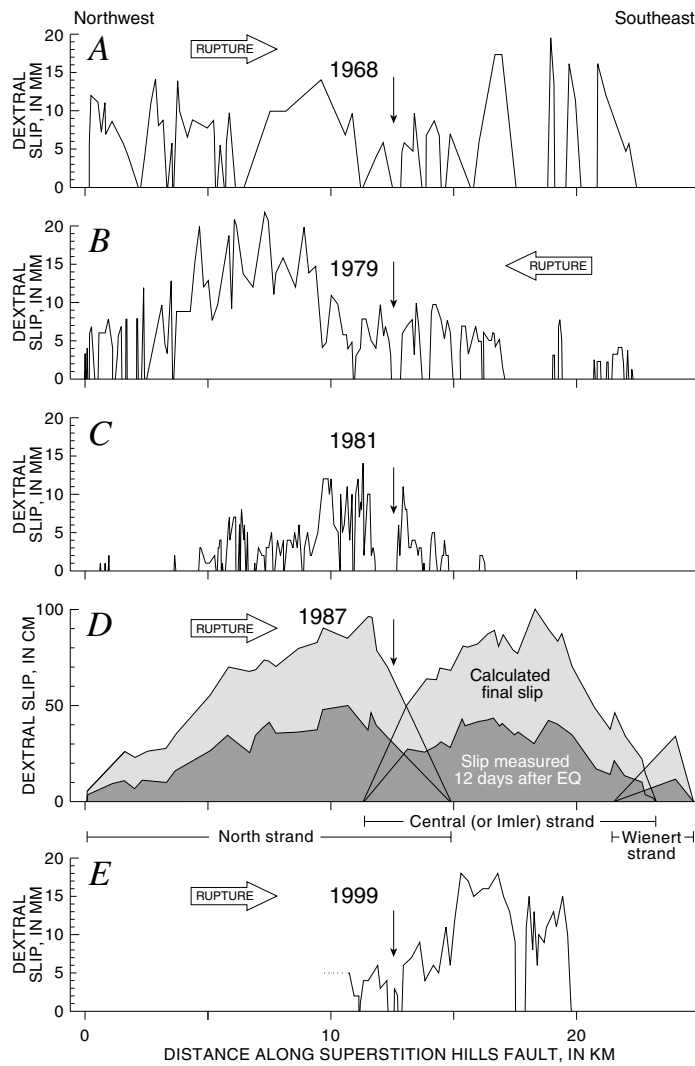 Northwest
Southeast
A
RUPTURE
1968
DEXTRAL
SLIP, IN MM
20
15
10
5
0
B
1979
RUPTURE
DEXTRAL
SLIP, IN MM
20
15
10
5
0
C
1981
DEXTRAL
SLIP, IN MM
20
15
10
5
0
D
RUPTURE
1987
DEXTRAL SLIP, IN CM
100
50
0
Calculated
final slip
Slip measured
12 days after EQ
North strand
Central (or Imler) strand
Wienert
strand
E
RUPTURE
1999
DEXTRAL
SLIP, IN MM
20
15
10
5
0
0
5
10
15
20
DISTANCE ALONG SUPERSTITION HILLS FAULT, IN KM